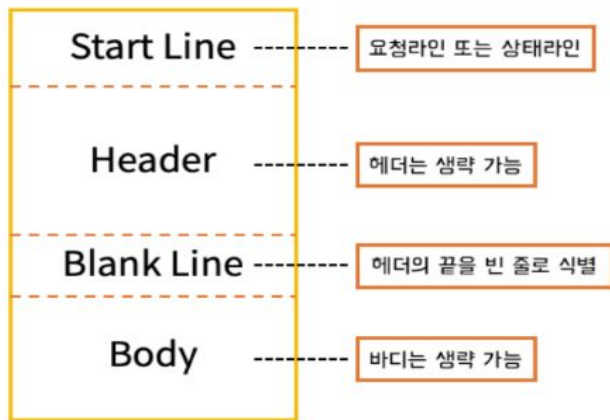 Start Line 요청라인 또는 상태라인
Header 헤더는 생략 가능
Blank Line 헤더의 끝을 빈 줄로 식별
Body 바디는 생략 가능